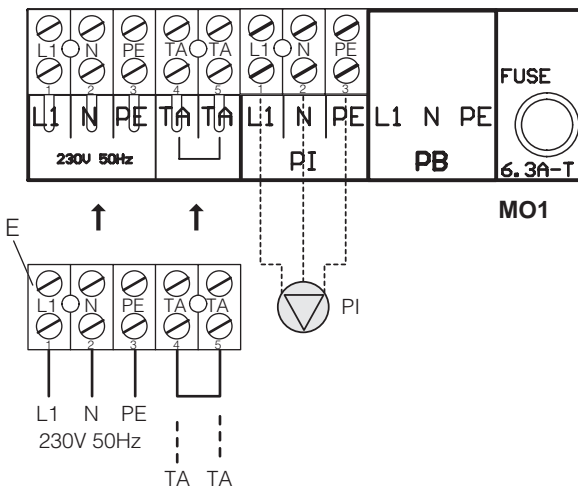 L1 N PE TA TA L1 N PE
1 2 3 4 5 1 2 3
FUSE
L1 N PE TA TA L1 N PE L1 N PE
230V 50Hz PI PB 6.3A-T
MO1
E
L1 N PE TA TA
1 2 3 4 5
PI
L1 N PE
230V 50Hz
TA TA